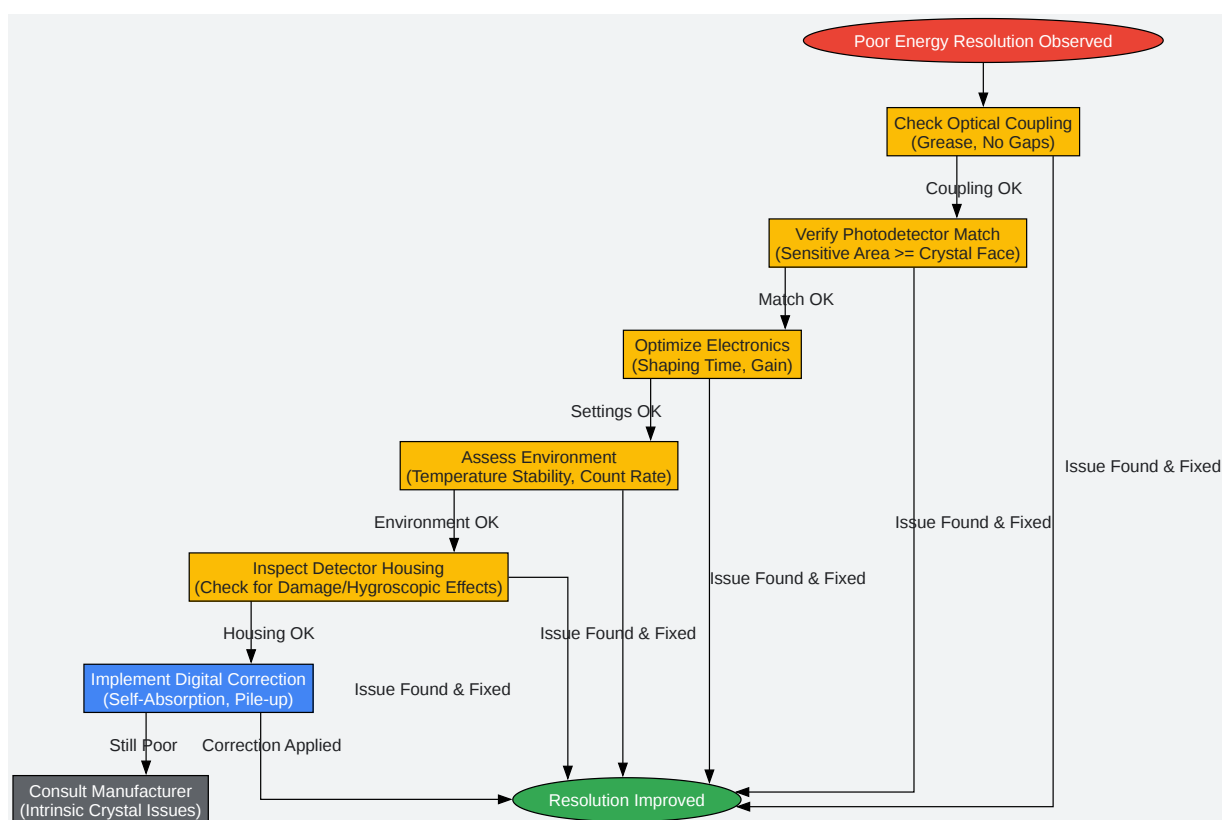 Poor Energy Resolution Observed
Check Optical Coupling
(Grease, No Gaps)
Coupling OK
Verify Photodetector Match
(Sensitive Area >= Crystal Face)
Match OK
Optimize Electronics
(Shaping Time, Gain)
Settings OK
Assess Environment
(Temperature Stability, Count Rate)
Issue Found & Fixed
Environment OK
Issue Found & Fixed
Inspect Detector Housing
(Check for Damage/Hygroscopic Effects)
Issue Found & Fixed
Housing OK
Issue Found & Fixed
Implement Digital Correction
(Self-Absorption, Pile-up)
Issue Found & Fixed
Still Poor
Correction Applied
Consult Manufacturer
(Intrinsic Crystal Issues)
Resolution Improved